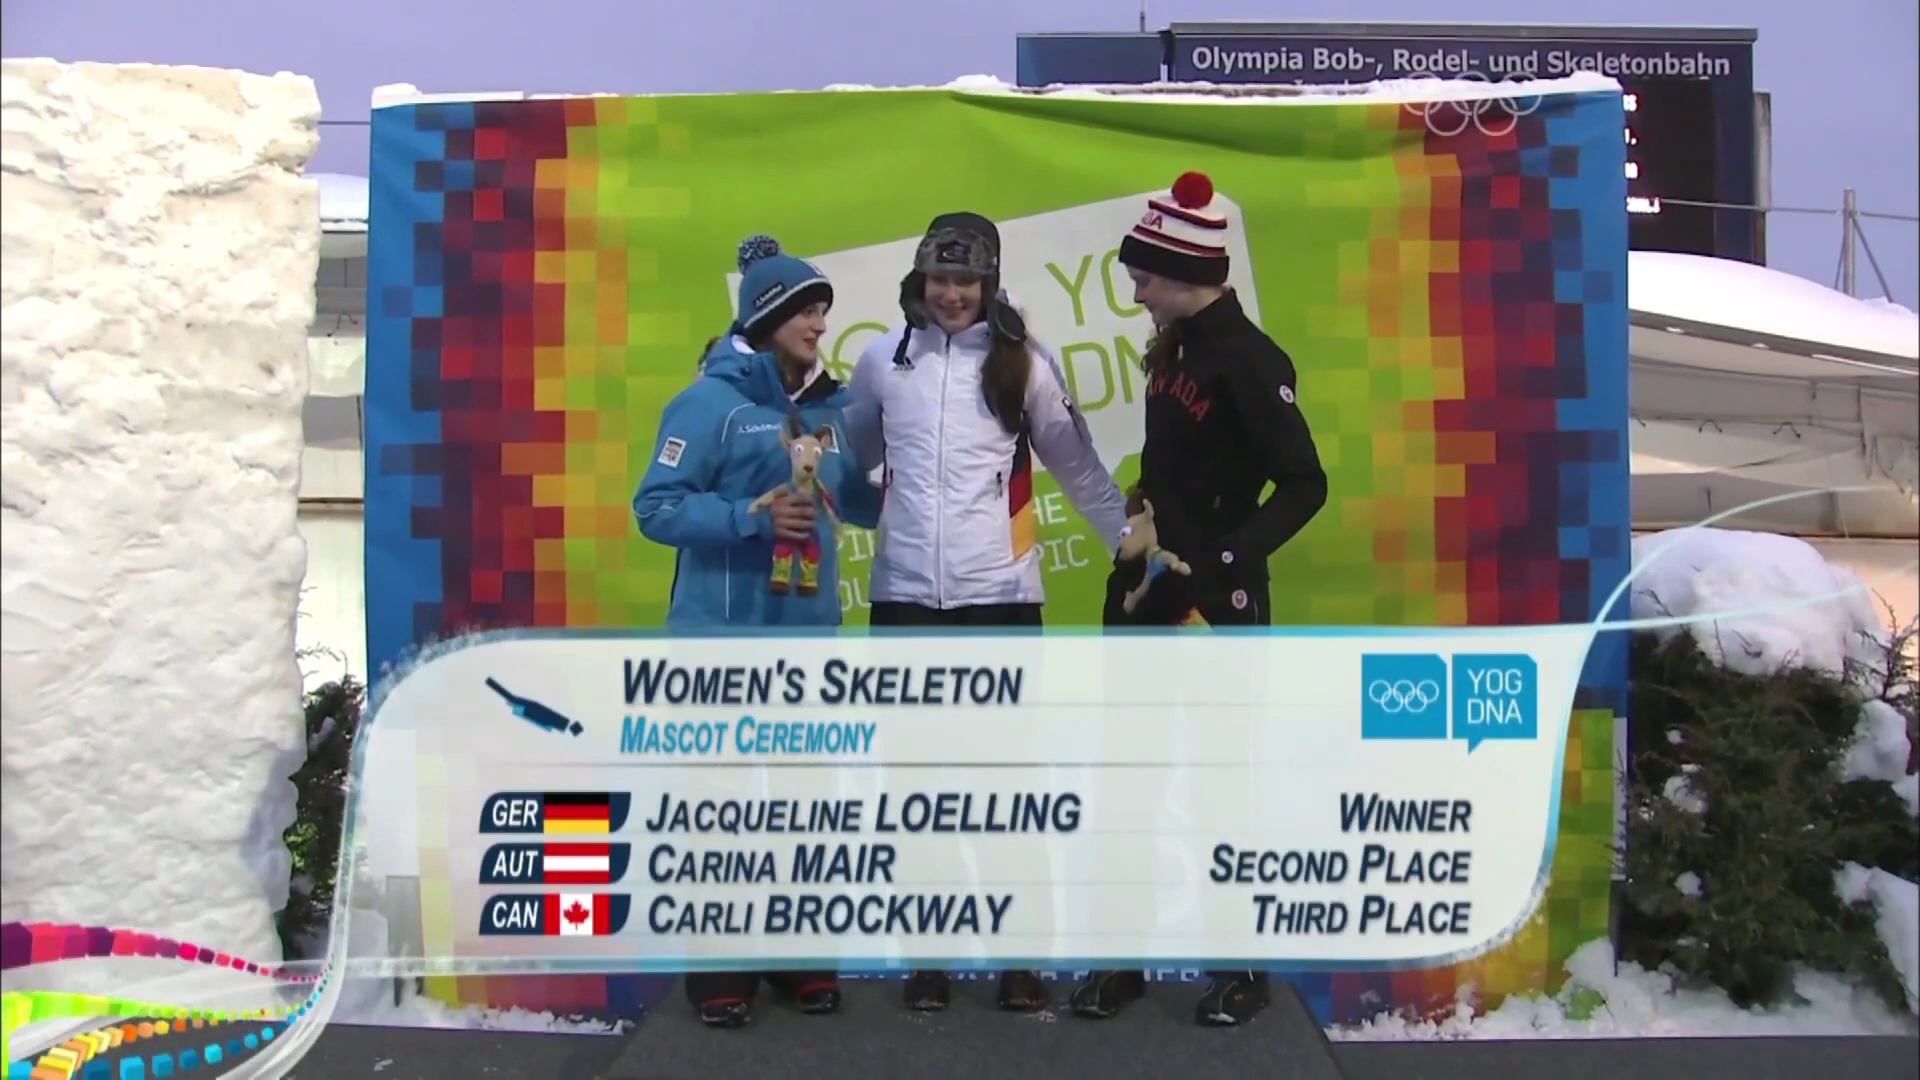 Olympia Bob-, Rodel- und Skeletonbahn
YOG
DNA
CANADA
WOMEN'S SKELETON
MASCOT CEREMONY
YOG
DNA
GER JACQUELINE LOELLING WINNER
AUT CARINA MAIR SECOND PLACE
CAN CARLI BROCKWAY THIRD PLACE